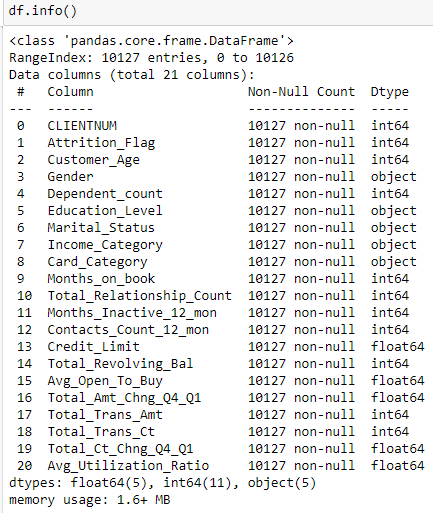 df.info()
<class 'pandas.core.frame.DataFrame'>
RangeIndex: 10127 entries, 0 to 10126
Data columns (total 21 columns):
 #   Column                    Non-Null Count  Dtype
---  ------                    --------------  -----
 0   CLIENTNUM                 10127 non-null  int64
 1   Attrition_Flag            10127 non-null  int64
 2   Customer_Age              10127 non-null  int64
 3   Gender                    10127 non-null  object
 4   Dependent_count           10127 non-null  int64
 5   Education_Level           10127 non-null  object
 6   Marital_Status            10127 non-null  object
 7   Income_Category           10127 non-null  object
 8   Card_Category             10127 non-null  object
 9   Months_on_book            10127 non-null  int64
 10  Total_Relationship_Count  10127 non-null  int64
 11  Months_Inactive_12_mon    10127 non-null  int64
 12  Contacts_Count_12_mon     10127 non-null  int64
 13  Credit_Limit              10127 non-null  float64
 14  Total_Revolving_Bal       10127 non-null  int64
 15  Avg_Open_To_Buy           10127 non-null  float64
 16  Total_Amt_Chng_Q4_Q1      10127 non-null  float64
 17  Total_Trans_Amt           10127 non-null  int64
 18  Total_Trans_Ct            10127 non-null  int64
 19  Total_Ct_Chng_Q4_Q1       10127 non-null  float64
 20  Avg_Utilization_Ratio     10127 non-null  float64
dtypes: float64(5), int64(11), object(5)
memory usage: 1.6+ MB